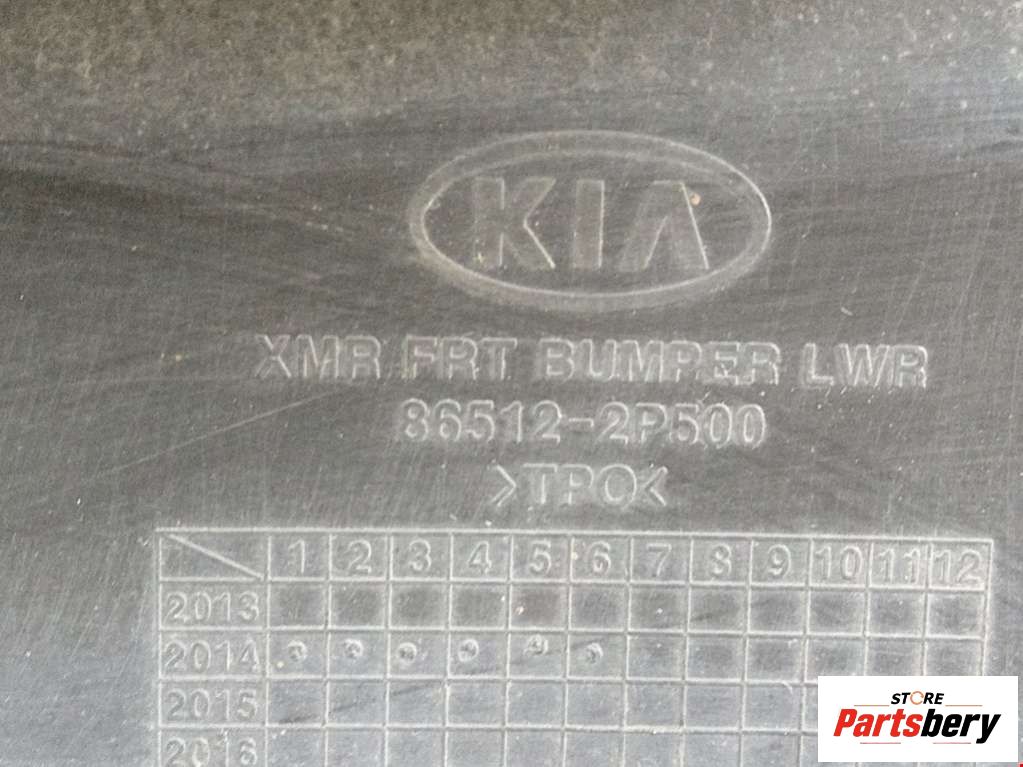 KIA
XMR FRT BUMPER LWR
86512-2P500
>TPO<
1 2 3 4 5 6 7 8 9 10 11 12
2013
2014
2015
2016
STORE
Partsbery